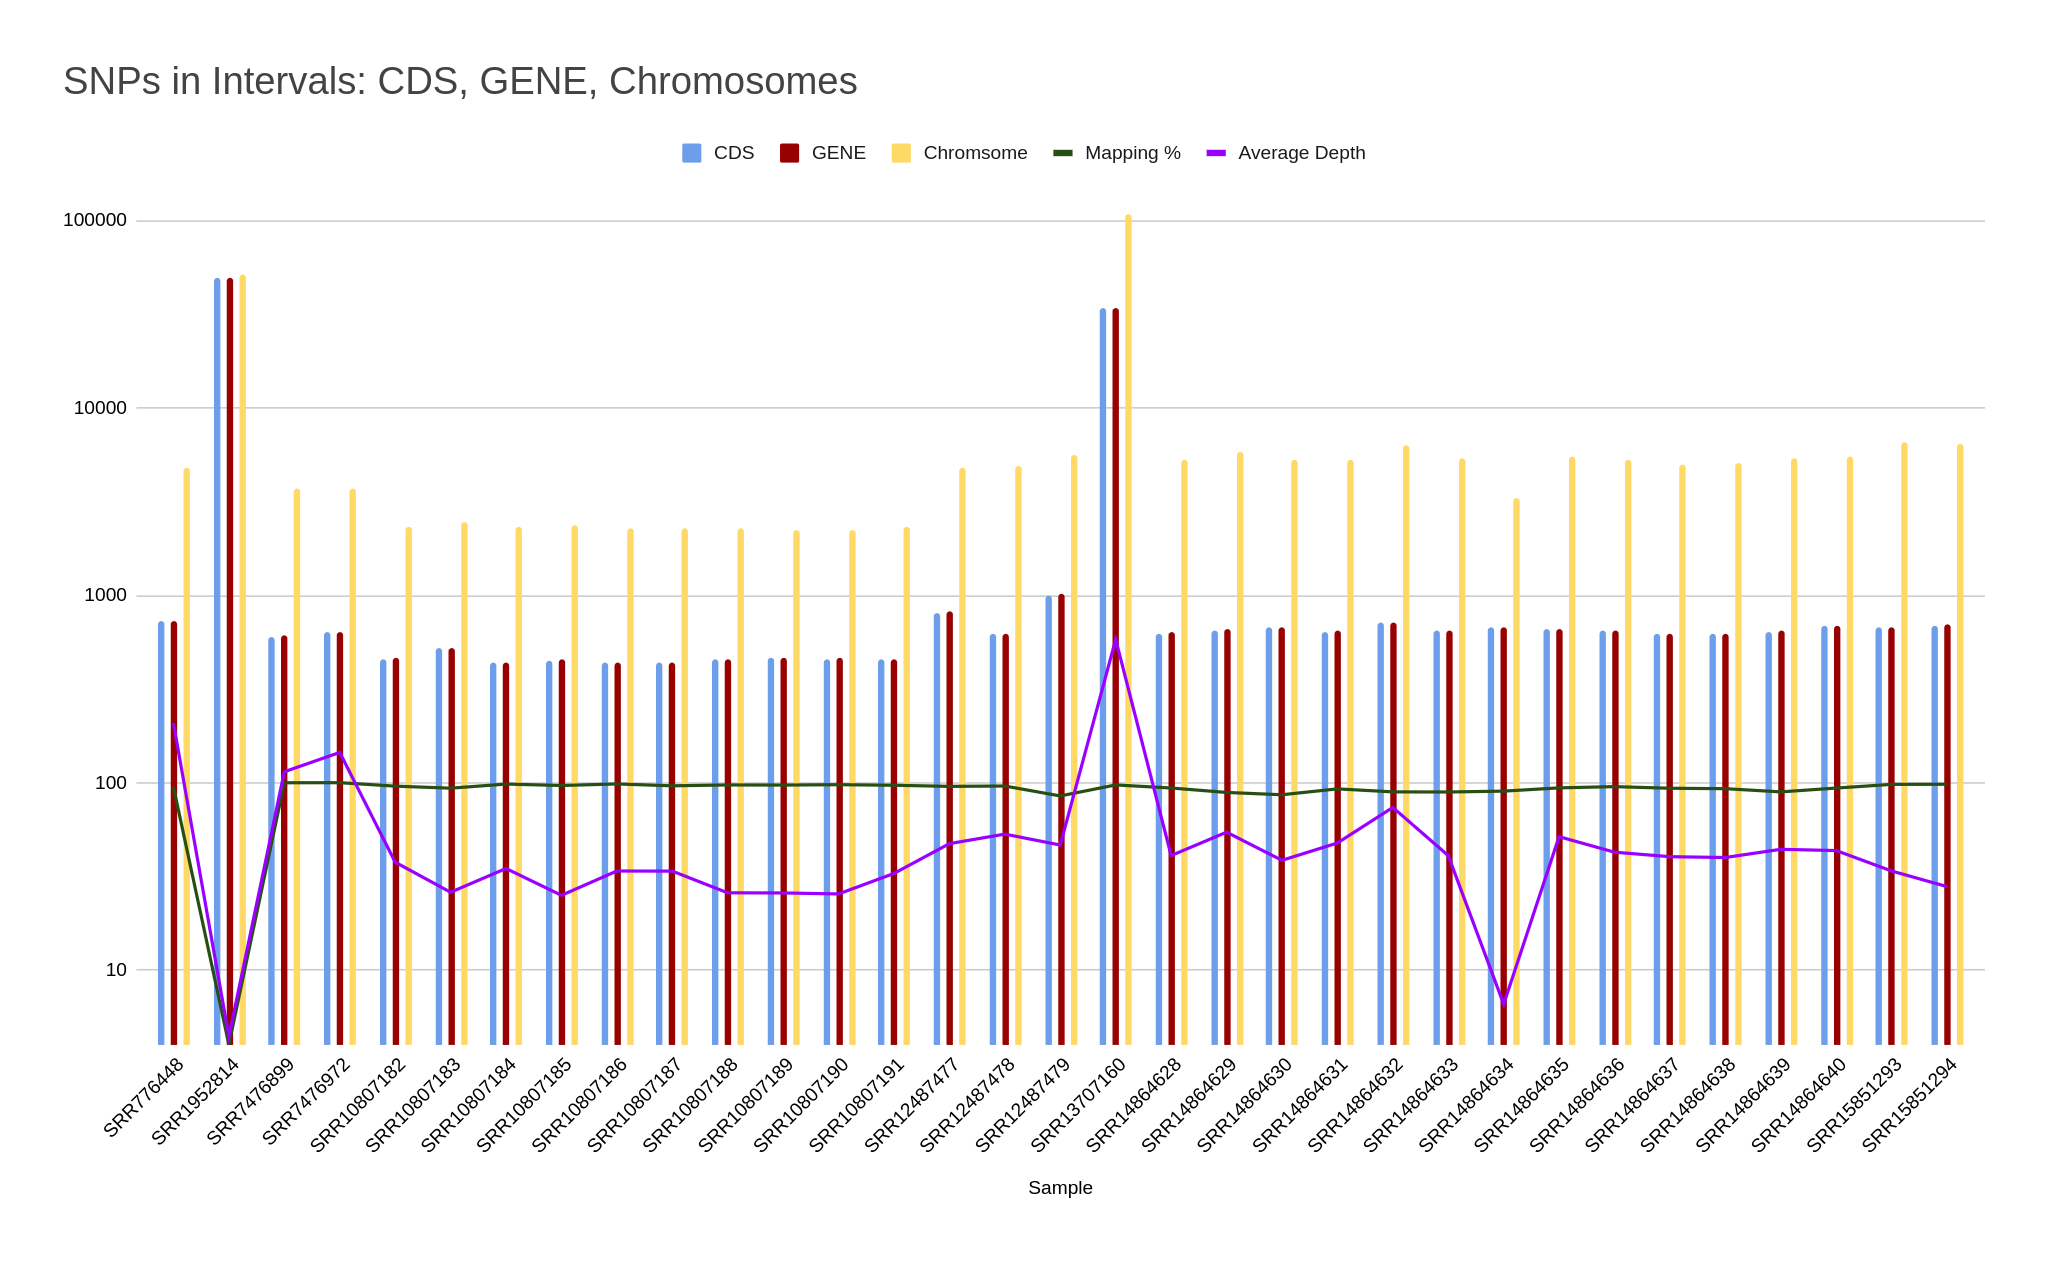 SNPs in Intervals: CDS, GENE, Chromosomes
CDS GENE Chromsome Mapping % Average Depth
100000
10000
1000
100
10
SRR776448
SRR1952814
SRR7476899
SRR7476972
SRR10807182
SRR10807183
SRR10807184
SRR10807185
SRR10807186
SRR10807187
SRR10807188
SRR10807189
SRR10807190
SRR10807191
SRR12487477
SRR12487478
SRR12487479
SRR13707160
SRR14864628
SRR14864629
SRR14864630
SRR14864631
SRR14864632
SRR14864633
SRR14864634
SRR14864635
SRR14864636
SRR14864637
SRR14864638
SRR14864639
SRR14864640
SRR15851293
SRR15851294
Sample